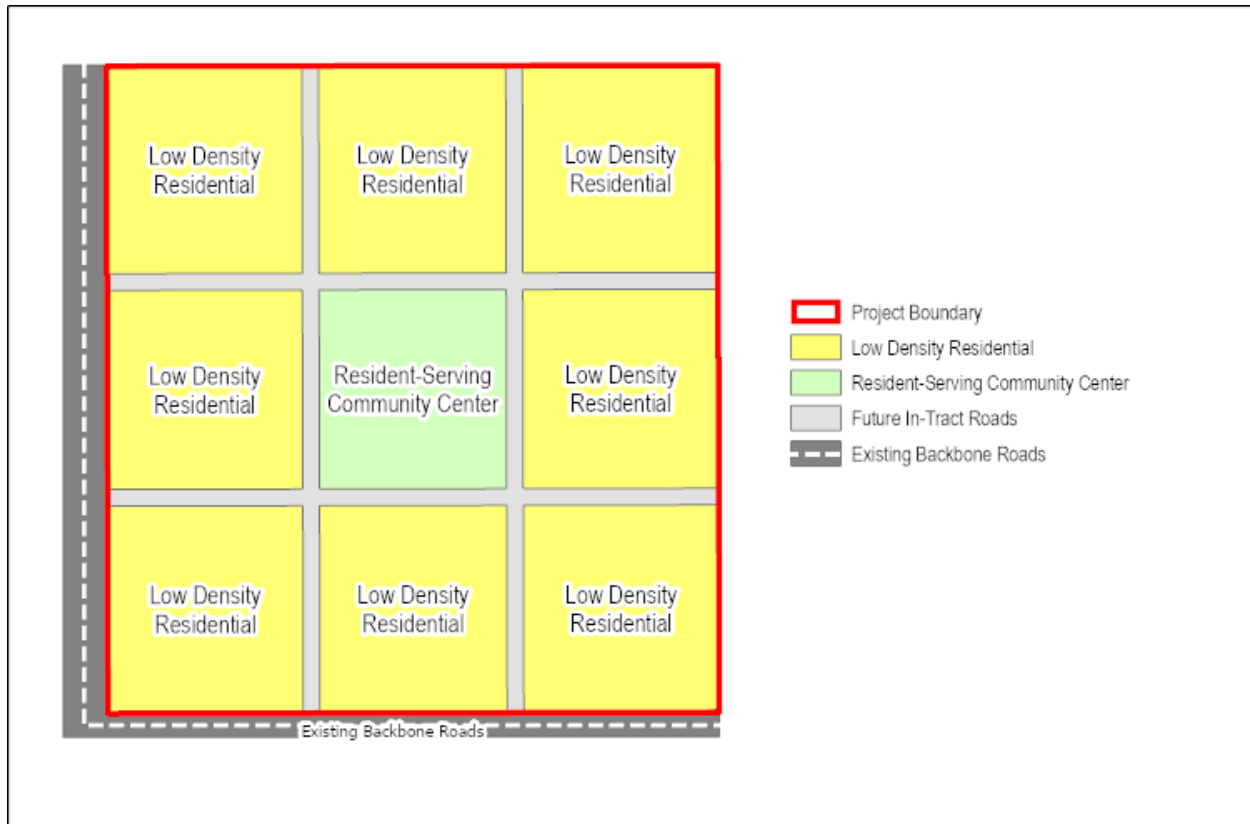 Low Density
Residential
Low Density
Residential
Low Density
Residential
Low Density
Residential
Resident-Serving
Community Center
Low Density
Residential
Low Density
Residential
Low Density
Residential
Low Density
Residential
Existing Backbone Roads
Project Boundary
Low Density Residential
Resident-Serving Community Center
Future In-Tract Roads
Existing Backbone Roads